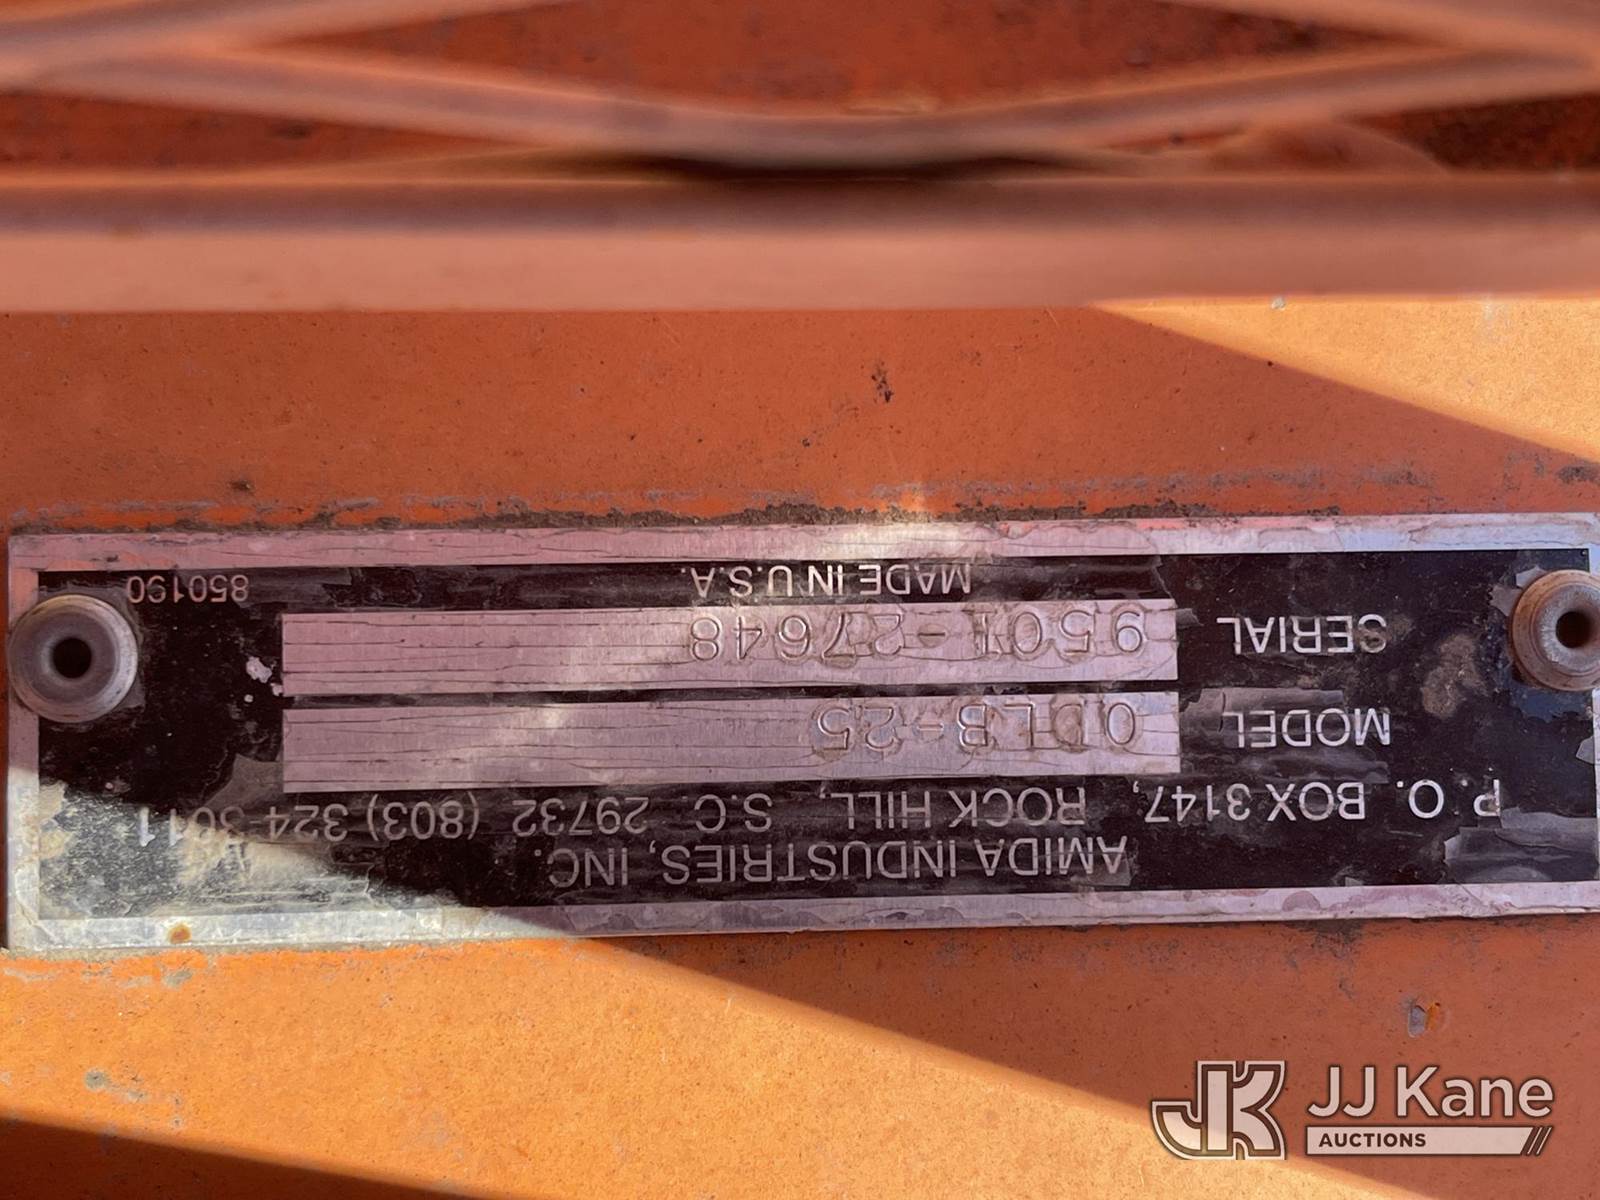 AMIDA INDUSTRIES, INC.
P.O. BOX 3147, ROCK HILL, S.C. 29732 (803) 324-3011
MODEL ODLB-25
SERIAL 9501-27648
MADE IN U.S.A.
850190
JJ Kane
AUCTIONS